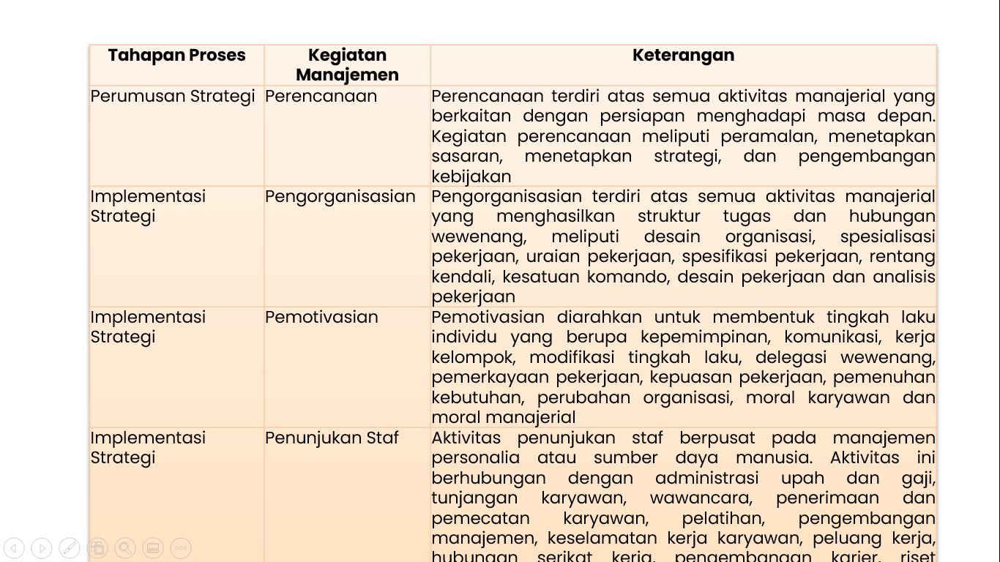 Tahapan Proses
Kegiatan
Manajemen
Keterangan
Perumusan Strategi
Perencanaan
Perencanaan terdiri atas semua aktivitas manajerial yang
berkaitan dengan persiapan menghadapi masa depan.
Kegiatan perencanaan meliputi peramalan, menetapkan
sasaran, menetapkan strategi, dan pengembangan
kebijakan
Implementasi
Strategi
Pengorganisasian
Pengorganisasian terdiri atas semua aktivitas manajerial
yang menghasilkan struktur tugas dan hubungan
wewenang, meliputi desain organisasi, spesialisasi
pekerjaan, uraian pekerjaan, spesifikasi pekerjaan, rentang
kendali, kesatuan komando, desain pekerjaan dan analisis
pekerjaan
Implementasi
Strategi
Pemotivasian
Pemotivasian diarahkan untuk membentuk tingkah laku
individu yang berupa kepemimpinan, komunikasi, kerja
kelompok, modifikasi tingkah laku, delegasi wewenang,
pemerkayaan pekerjaan, kepuasan pekerjaan, pemenuhan
kebutuhan, perubahan organisasi, moral karyawan dan
moral manajerial
Implementasi
Strategi
Penunjukan Staf
Aktivitas penunjukan staf berpusat pada manajemen
personalia atau sumber daya manusia. Aktivitas ini
berhubungan dengan administrasi upah dan gaji,
tunjangan karyawan, wawancara, penerimaan dan
pemecatan karyawan, pelatihan, pengembangan
manajemen, keselamatan kerja karyawan, peluang kerja,
hubungan serikat kerja, pengembangan karier, riset